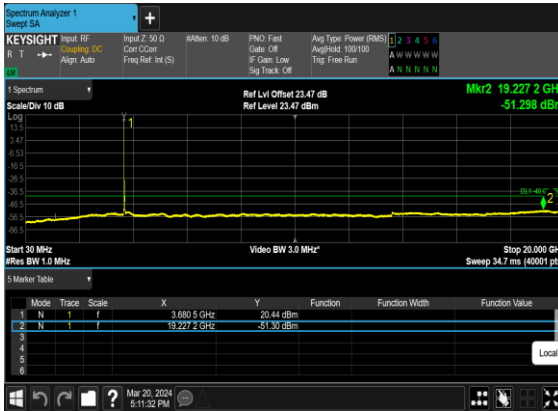 Spectrum Analyzer 1
Swept SA
+
KEYSIGHT Input: RF Input Z: 50 Ω #Atten: 10 dB PNO: Fast Avg Type: Power (RMS) 1 2 3 4 5 6
R T Coupling: DC Corr CCorr Gate: Off Avg|Hold: 100/100 A W W W W W
Align: Auto Freq Ref: Int (S) IF Gain: Low Trig: Free Run
Sig Track: Off A N N N N N
1 Spectrum
Scale/Div 10 dB Ref Lvl Offset 23.47 dB Mkr2 19.227 2 GHz
Ref Level 23.47 dBm -51.298 dBm
Log
13.5
3.47
-6.53
-16.5
-26.5
-36.5
-46.5
-56.5
-66.5
1
2
Start 30 MHz Video BW 3.0 MHz* Stop 20.000 GH
#Res BW 1.0 MHz Sweep 34.7 ms (40001 pt
5 Marker Table
Mode Trace Scale X Y Function Function Width Function Value
1 N 1 f 3.680 5 GHz 20.44 dBm
2 N 1 f 19.227 2 GHz -51.30 dBm
3
4
5
6
Local
? Mar 20, 2024
5:11:32 PM